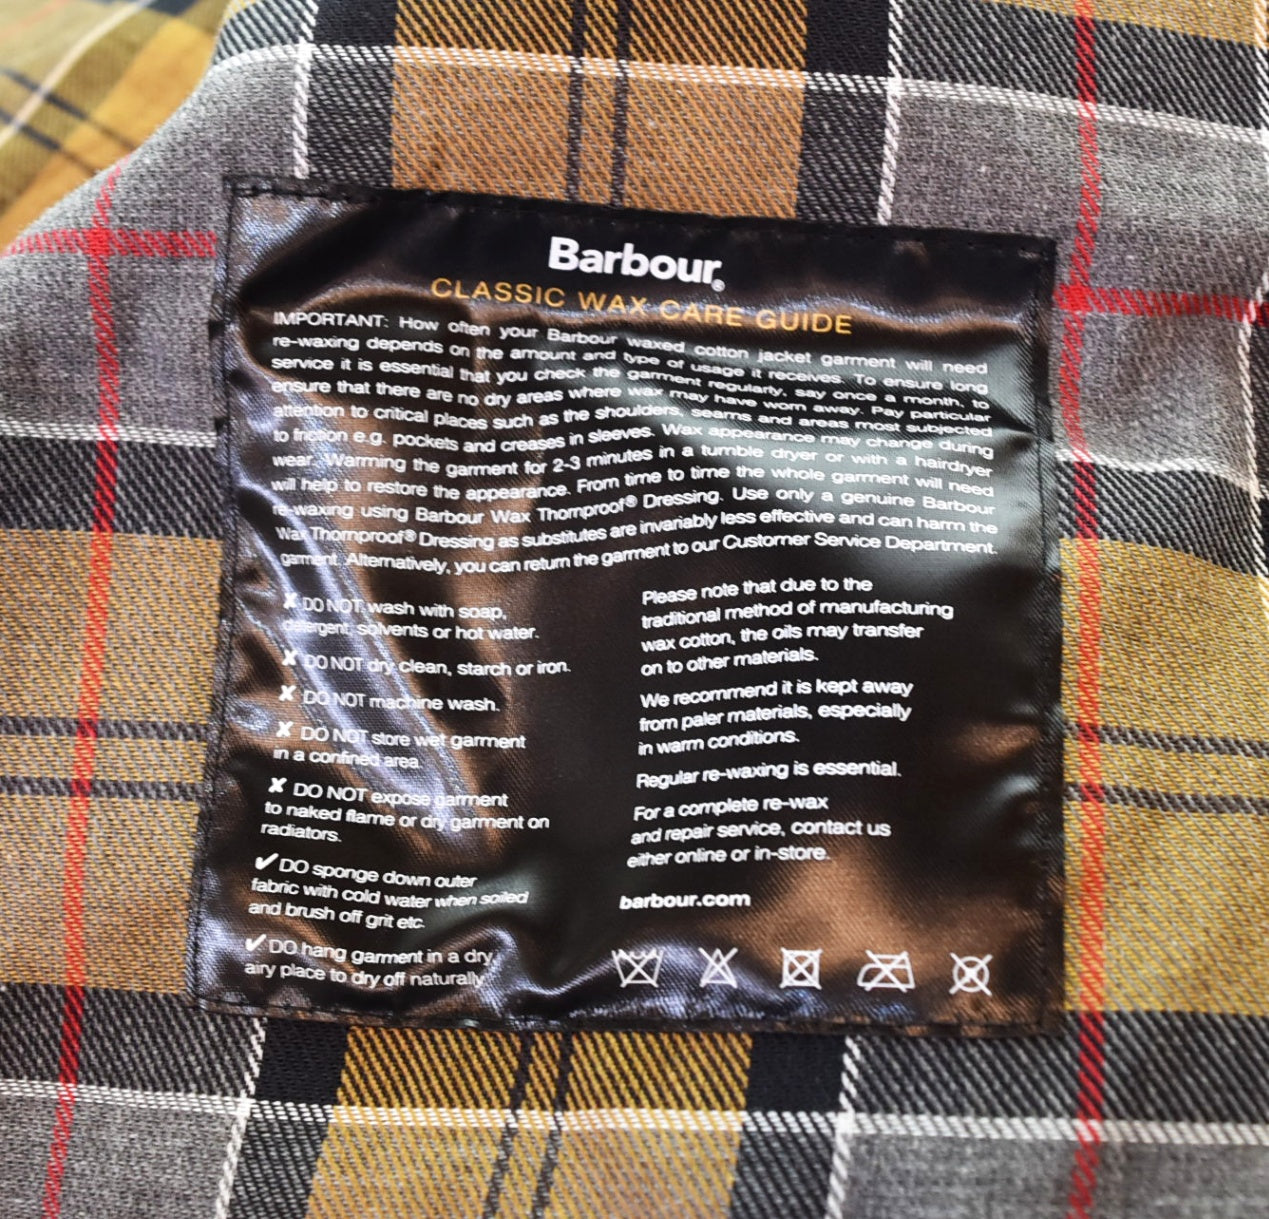 Barbour®
CLASSIC WAX CARE GUIDE
IMPORTANT: How often your Barbour waxed cotton jacket garment will need
re-waxing depends on the amount and type of usage it receives. To ensure long
service it is essential that you check the garment regularly, say once a month, to
ensure that there are no dry areas where wax may have worn away. Pay particular
attention to critical places such as the shoulders, seams and areas most subjected
to friction e.g. pockets and creases in sleeves. Wax appearance may change during
wear. Warming the garment for 2-3 minutes in a tumble dryer or with a hairdryer
will help to restore the appearance. From time to time the whole garment will need
re-waxing using Barbour Wax Thornproof® Dressing. Use only a genuine Barbour
Wax Thornproof® Dressing as substitutes are invariably less effective and can harm the
garment. Alternatively, you can return the garment to our Customer Service Department.
✘ DO NOT wash with soap,
detergent, solvents or hot water.
✘ DO NOT dry clean, starch or iron.
✘ DO NOT machine wash.
✘ DO NOT store wet garment
in a confined area.
✘ DO NOT expose garment
to naked flame or dry garment on
radiators.
✔ DO sponge down outer
fabric with cold water when soiled
and brush off grit etc.
✔ DO hang garment in a dry,
airy place to dry off naturally.
Please note that due to the
traditional method of manufacturing
wax cotton, the oils may transfer
on to other materials.
We recommend it is kept away
from paler materials, especially
in warm conditions.
Regular re-waxing is essential.
For a complete re-wax
and repair service, contact us
either online or in-store.
barbour.com